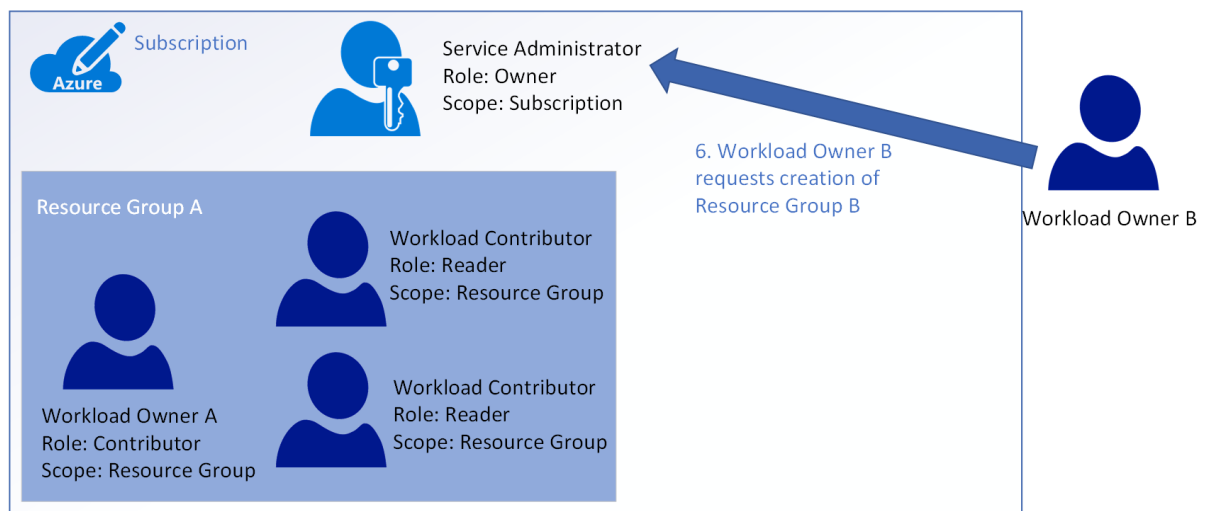 Azure
Subscription
Service Administrator
Role: Owner
Scope: Subscription
6. Workload Owner B
requests creation of
Resource Group B
Workload Owner B
Resource Group A
Workload Contributor
Role: Reader
Scope: Resource Group
Workload Owner A
Role: Contributor
Scope: Resource Group
Workload Contributor
Role: Reader
Scope: Resource Group